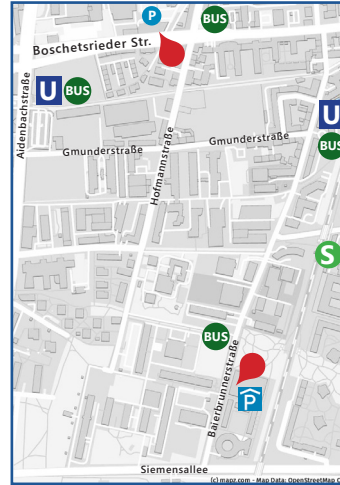 P
BUS
Boschetsrieder Str.
U
BUS
Aidenbachstraße
Hofmannstraße
Gmunderstraße
Gmunderstraße
U
BUS
S
BUS
Baierbrunnerstraße
P
Siemensallee
(c) mapz.com - Map Data: OpenStreetMap